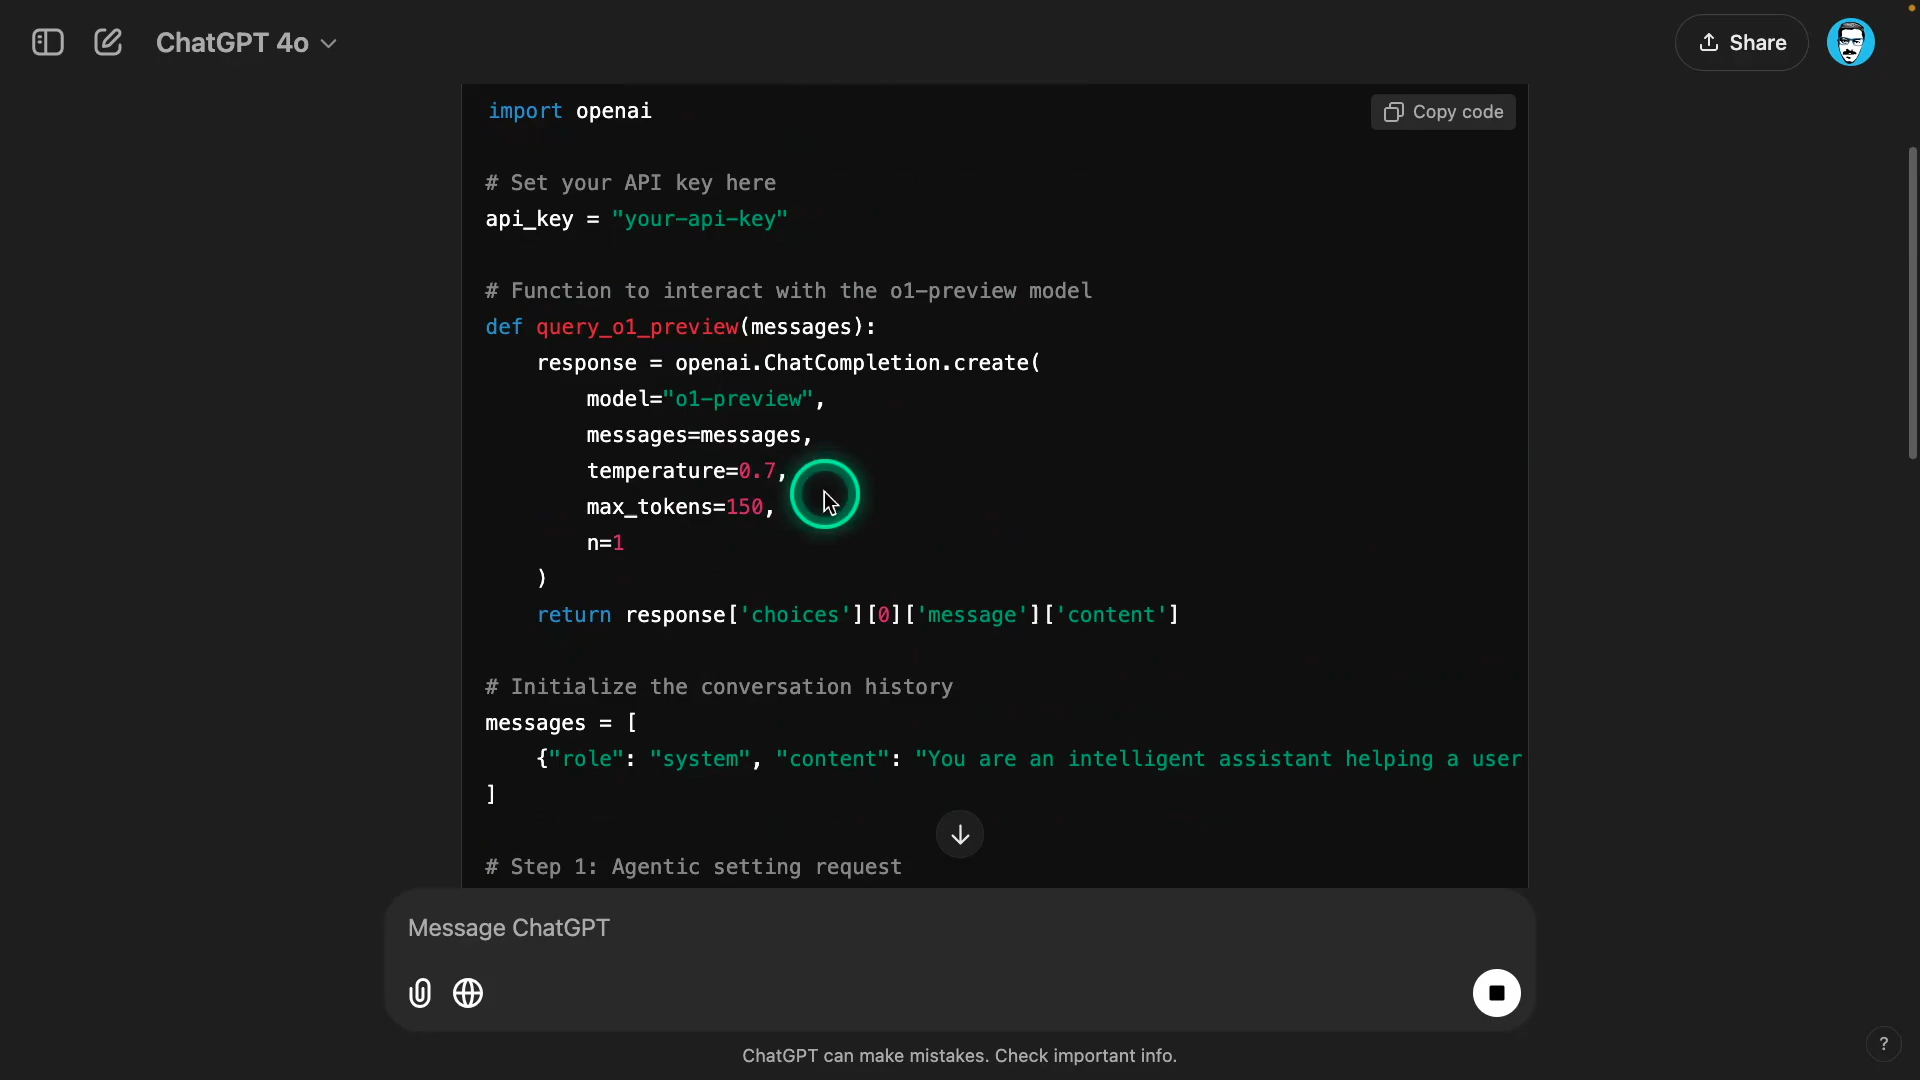 ChatGPT 4o
Share
import openai
Copy code
# Set your API key here
api_key = "your-api-key"
# Function to interact with the o1-preview model
def query_o1_preview(messages):
    response = openai.ChatCompletion.create(
        model="o1-preview",
        messages=messages,
        temperature=0.7,
        max_tokens=150,
        n=1
    )
    return response['choices'][0]['message']['content']
# Initialize the conversation history
messages = [
    {"role": "system", "content": "You are an intelligent assistant helping a user
]
# Step 1: Agentic setting request
Message ChatGPT
ChatGPT can make mistakes. Check important info.
?